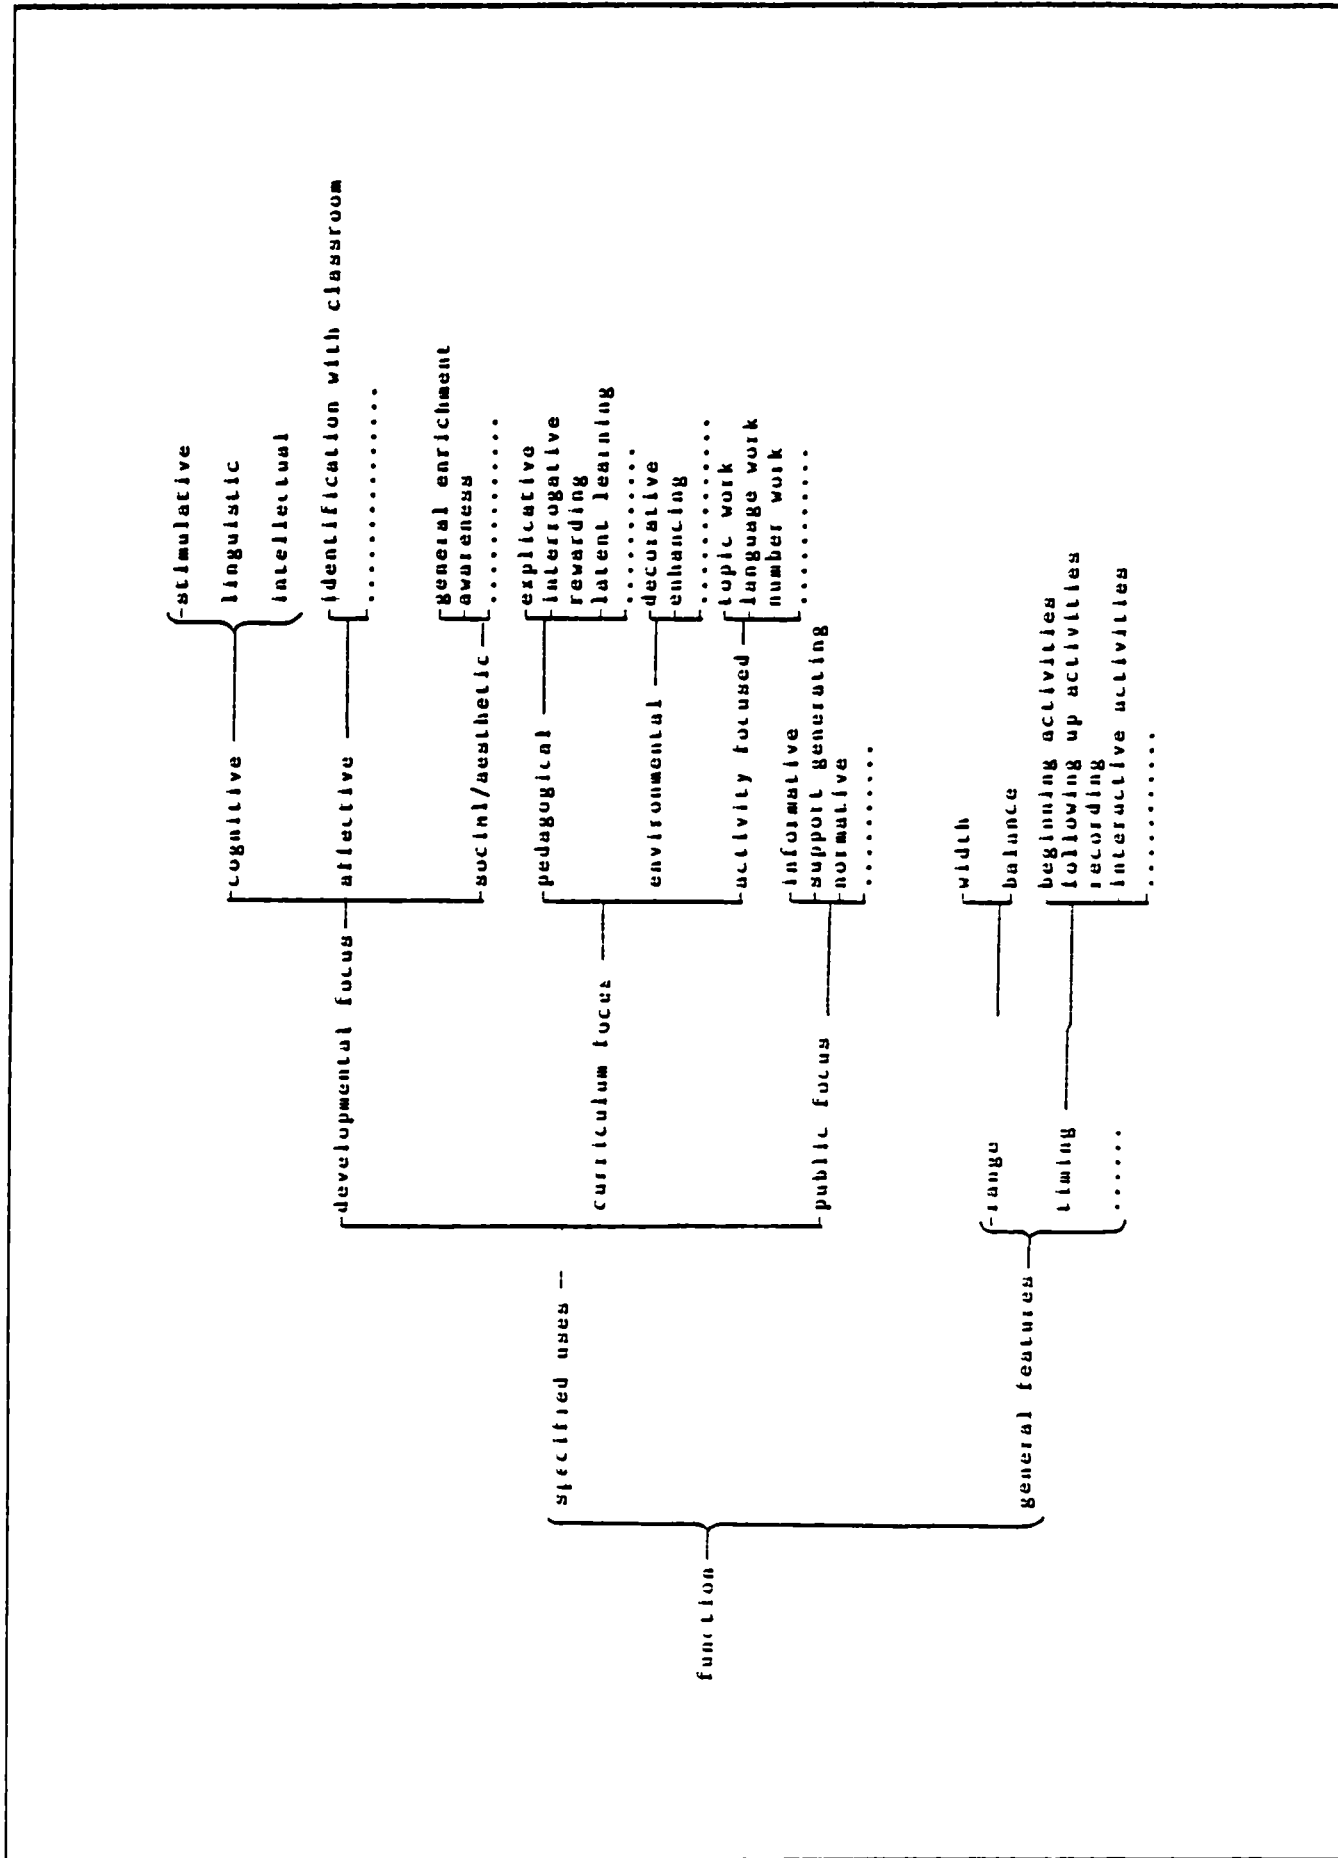 stimulative
cognitive
linguistic
intellectual
developmental focus
affective
identification with classroom
..............
social/aesthetic
general enrichment
awareness
..............
specified uses
curriculum focus
pedagogical
explicative
interrogative
rewarding
latent learning
..............
environmental
decorative
enhancing
..............
activity focused
topic work
language work
number work
..............
function
public focus
informative
support generating
normative
..........
general features
range
width
balance
timing
beginning activities
following up activities
recording
interactive activities
...........
......